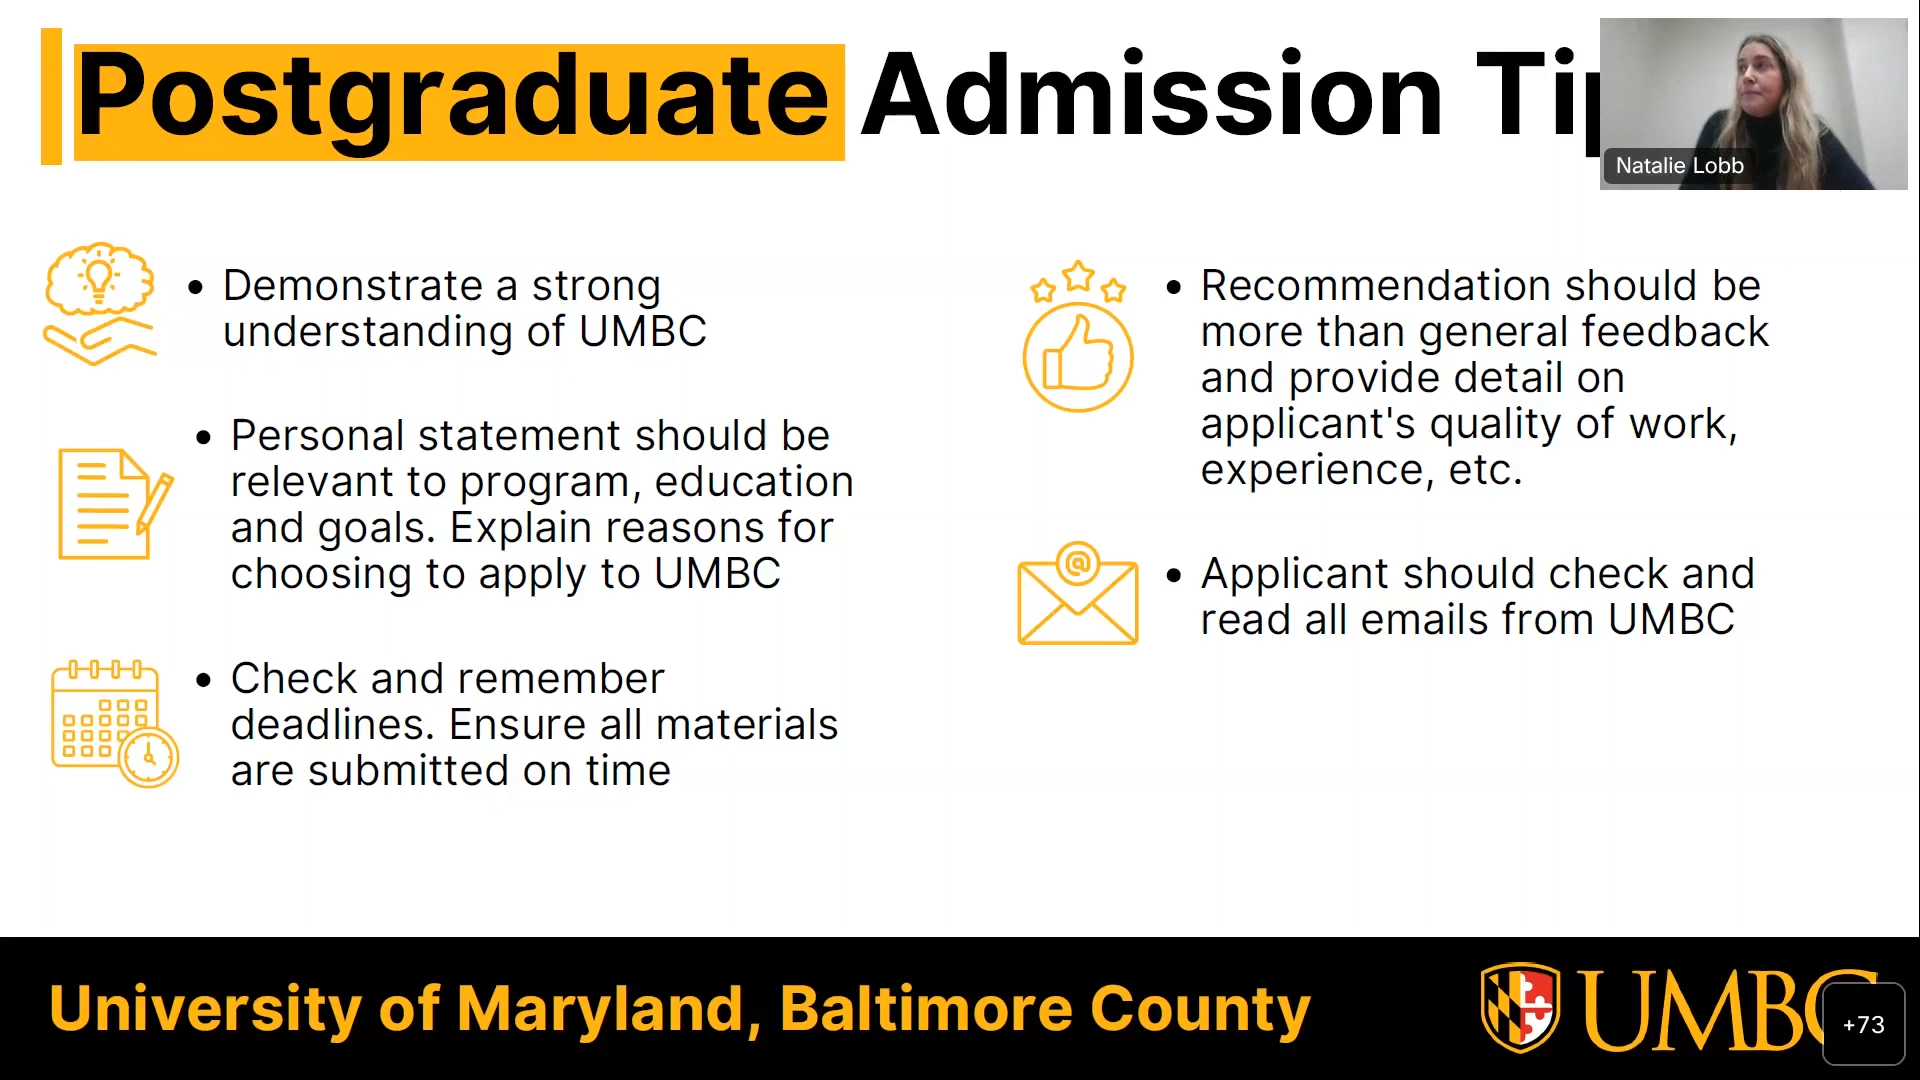 Postgraduate Admission Tip
Natalie Lobb
• Demonstrate a strong
understanding of UMBC
• Personal statement should be
relevant to program, education
and goals. Explain reasons for
choosing to apply to UMBC
• Check and remember
deadlines. Ensure all materials
are submitted on time
• Recommendation should be
more than general feedback
and provide detail on
applicant's quality of work,
experience, etc.
@
• Applicant should check and
read all emails from UMBC
University of Maryland, Baltimore County
UMBC
+73